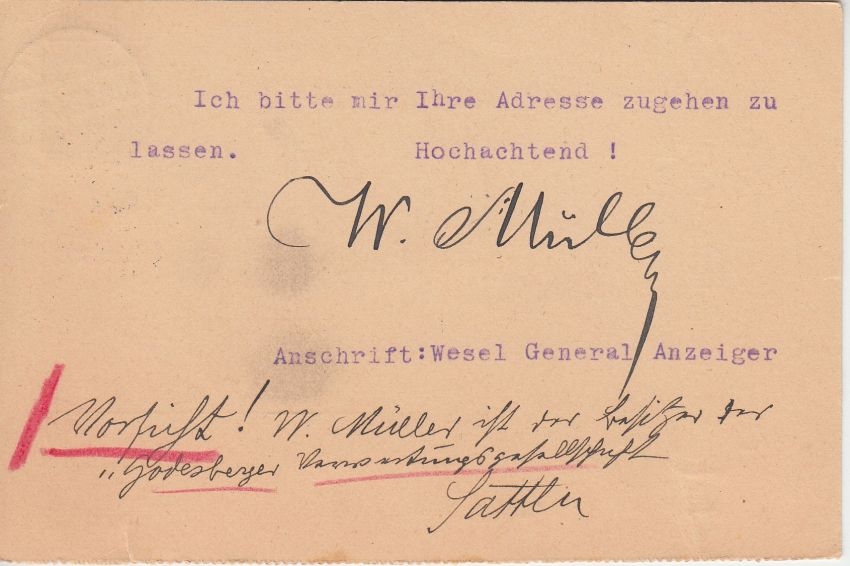 Ich bitte mir Ihre Adresse zugehen zu
lassen. Hochachtend !
W. Müller
Anschrift: Wesel General Anzeiger
Vorsicht! W. Müller ist der Besitzer der
„Godesberger Verwertungsgesellschaft
Sattler